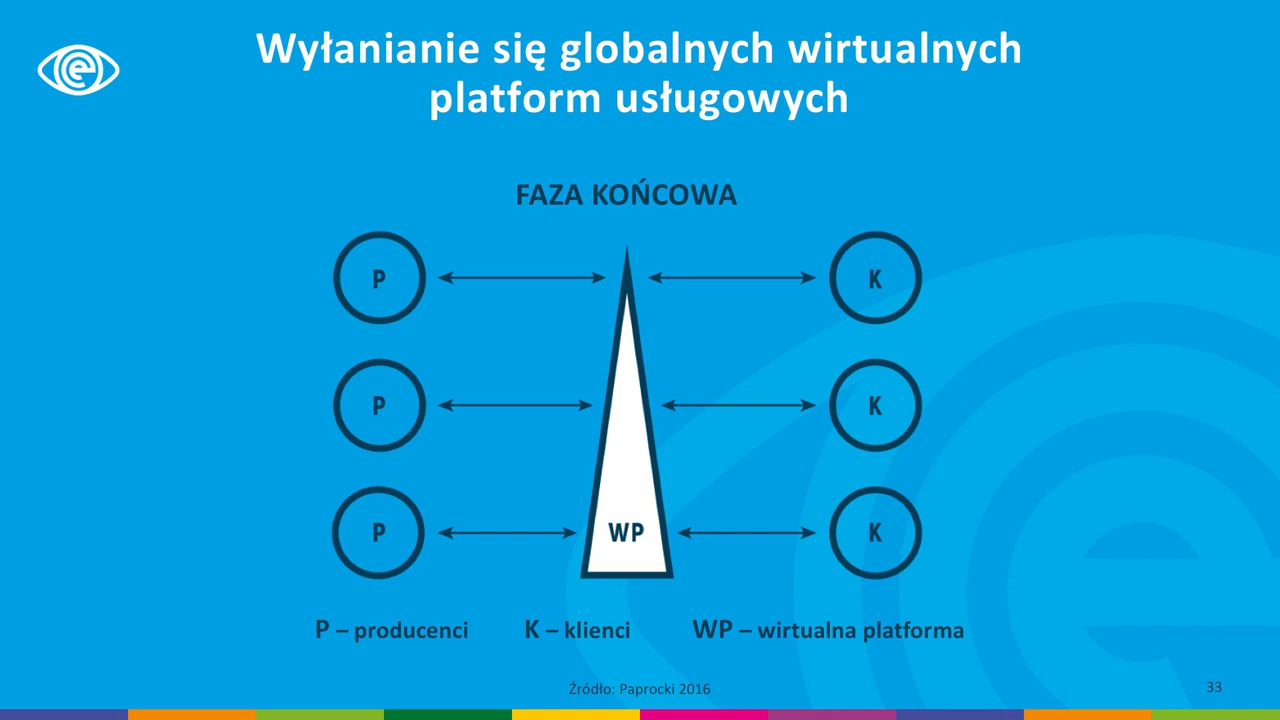 Wyłanianie się globalnych wirtualnych
platform usługowych
FAZA KOŃCOWA
P K
P K
P WP K
P – producenci K – klienci WP – wirtualna platforma
Źródło: Paprocki 2016
33